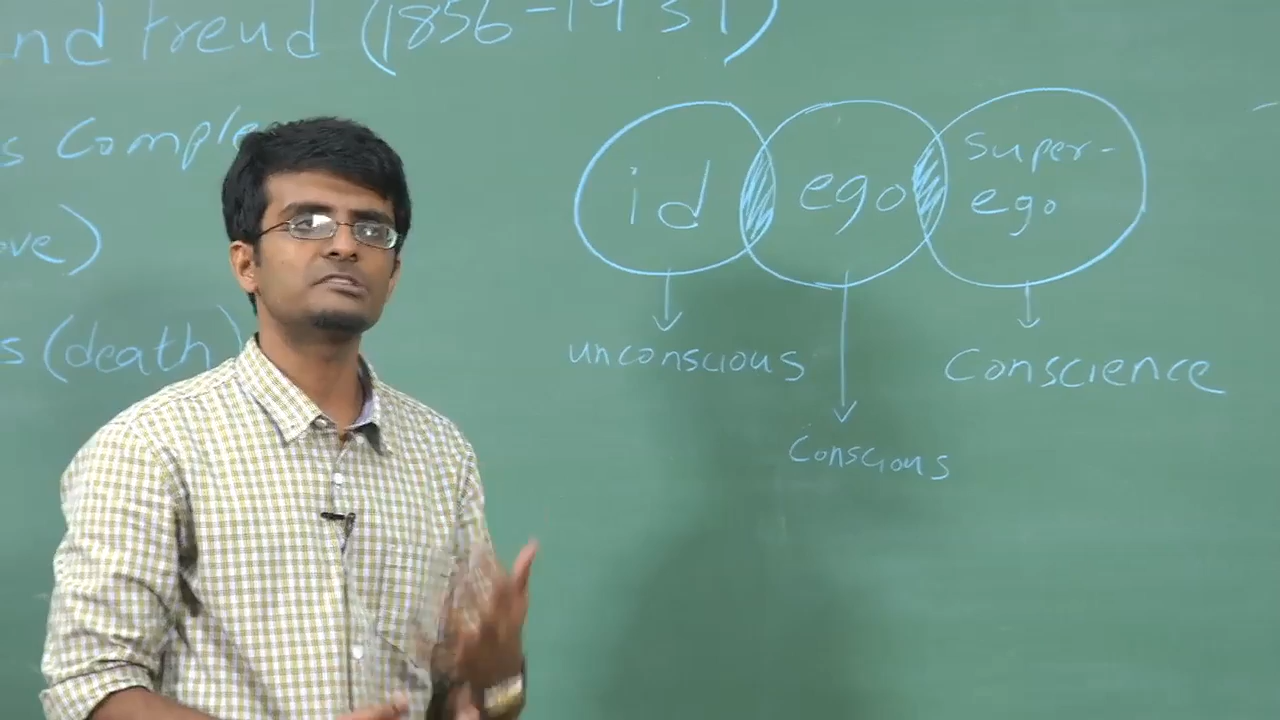 nd Freud (1856-1931)
s Comple
ove)
s (death)
id ego Super-
ego
unconscious
Conscience
Conscious